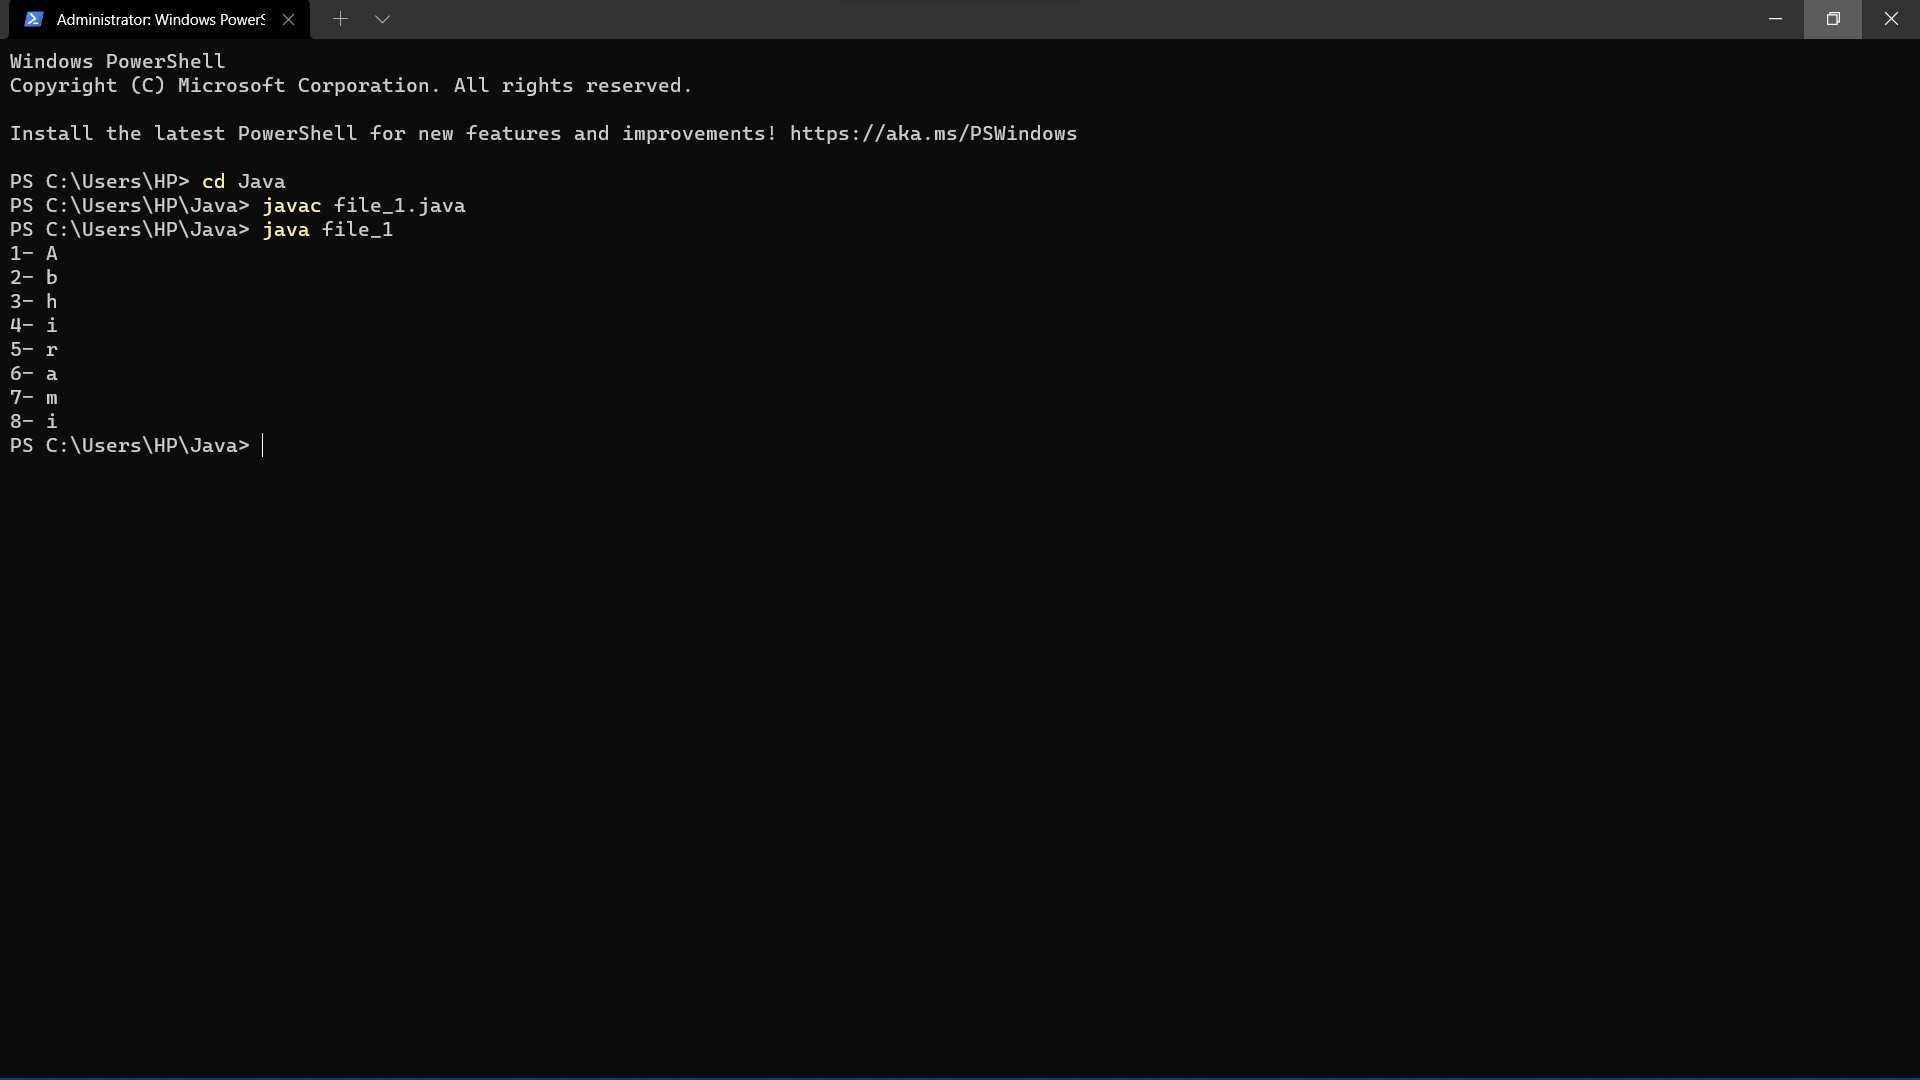 Administrator: Windows PowerS
Windows PowerShell
Copyright (C) Microsoft Corporation. All rights reserved.
Install the latest PowerShell for new features and improvements! https://aka.ms/PSWindows
PS C:\Users\HP> cd Java
PS C:\Users\HP\Java> javac file_1.java
PS C:\Users\HP\Java> java file_1
1- A
2- b
3- h
4- i
5- r
6- a
7- m
8- i
PS C:\Users\HP\Java>